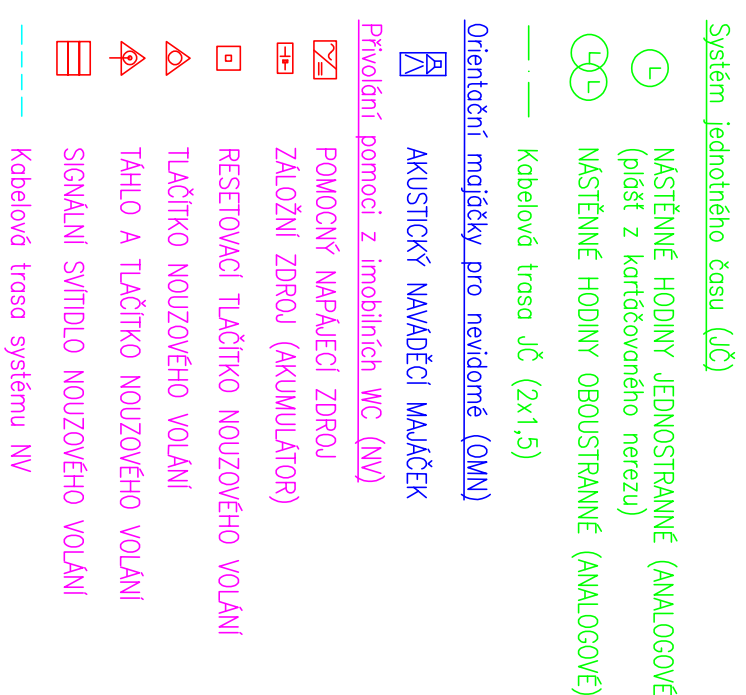 Systém jednotného času (JČ)
NÁSTĚNNÉ HODINY JEDNOSTRANNÉ (ANALOGOVÉ
(plášť z kartáčovaného nerezu)
NÁSTĚNNÉ HODINY OBOUSTRANNÉ (ANALOGOVÉ)
Kabelová trasa JČ (2x1,5)
Orientační majáčky pro nevidomé (OMN)
AKUSTICKÝ NAVÁDĚCÍ MAJÁČEK
Přivolání pomoci z imobilních WC (NV)
POMOCNÝ NAPÁJECÍ ZDROJ
ZÁLOŽNÍ ZDROJ (AKUMULÁTOR)
RESETOVACÍ TLAČÍTKO NOUZOVÉHO VOLÁNÍ
TLAČÍTKO NOUZOVÉHO VOLÁNÍ
TÁHLO A TLAČÍTKO NOUZOVÉHO VOLÁNÍ
SIGNÁLNÍ SVÍTIDLO NOUZOVÉHO VOLÁNÍ
Kabelová trasa systému NV